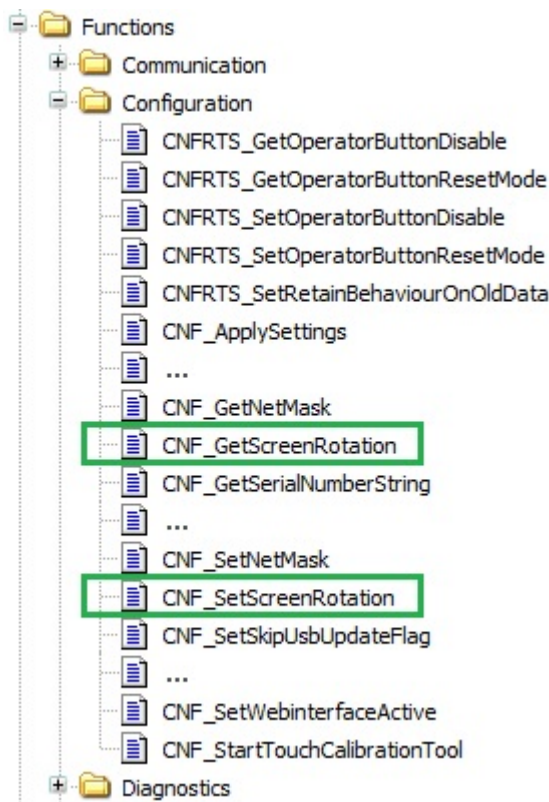 Functions
Communication
Configuration
CNFRTS_GetOperatorButtonDisable
CNFRTS_GetOperatorButtonResetMode
CNFRTS_SetOperatorButtonDisable
CNFRTS_SetOperatorButtonResetMode
CNFRTS_SetRetainBehaviourOnOldData
CNF_ApplySettings
...
CNF_GetNetMask
CNF_GetScreenRotation
CNF_GetSerialNumberString
...
CNF_SetNetMask
CNF_SetScreenRotation
CNF_SetSkipUsbUpdateFlag
...
CNF_SetWebinterfaceActive
CNF_StartTouchCalibrationTool
Diagnostics